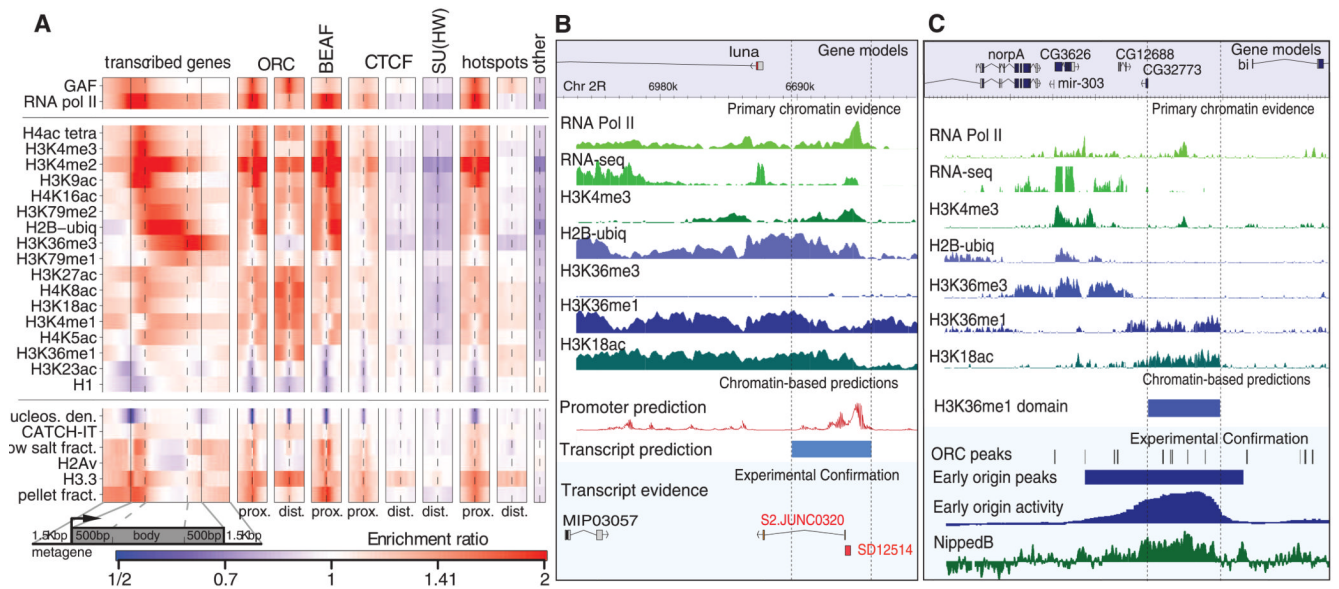 A
transcribed genes
ORC
BEAF
CTCF
SU(HW)
hotspots
other
GAF
RNA pol II
H4ac tetra
H3K4me3
H3K4me2
H3K9ac
H4K16ac
H3K79me2
H2B-ubiq
H3K36me3
H3K79me1
H3K27ac
H4K8ac
H3K18ac
H3K4me1
H4K5ac
H3K36me1
H3K23ac
H1
ucleos. den.
CATCH-IT
ow salt fract.
H2Av
H3.3
pellet fract.
prox. dist. prox. prox. dist. dist. prox. dist.
1.5Kbp 500bp body 500bp 1.5Kbp
metagene
Enrichment ratio
1/2 0.7 1 1.41 2
B
luna
Gene models
Chr 2R 6980k 6690k
Primary chromatin evidence
RNA Pol II
RNA-seq
H3K4me3
H2B-ubiq
H3K36me3
H3K36me1
H3K18ac
Chromatin-based predictions
Promoter prediction
Transcript prediction
Experimental Confirmation
Transcript evidence
MIP03057
S2.JUNC0320
SD12514
C
norpA CG3626 CG12688 Gene models
mir-303 CG32773 bi
Primary chromatin evidence
RNA Pol II
RNA-seq
H3K4me3
H2B-ubiq
H3K36me3
H3K36me1
H3K18ac
Chromatin-based predictions
H3K36me1 domain
Experimental Confirmation
ORC peaks
Early origin peaks
Early origin activity
NippedB